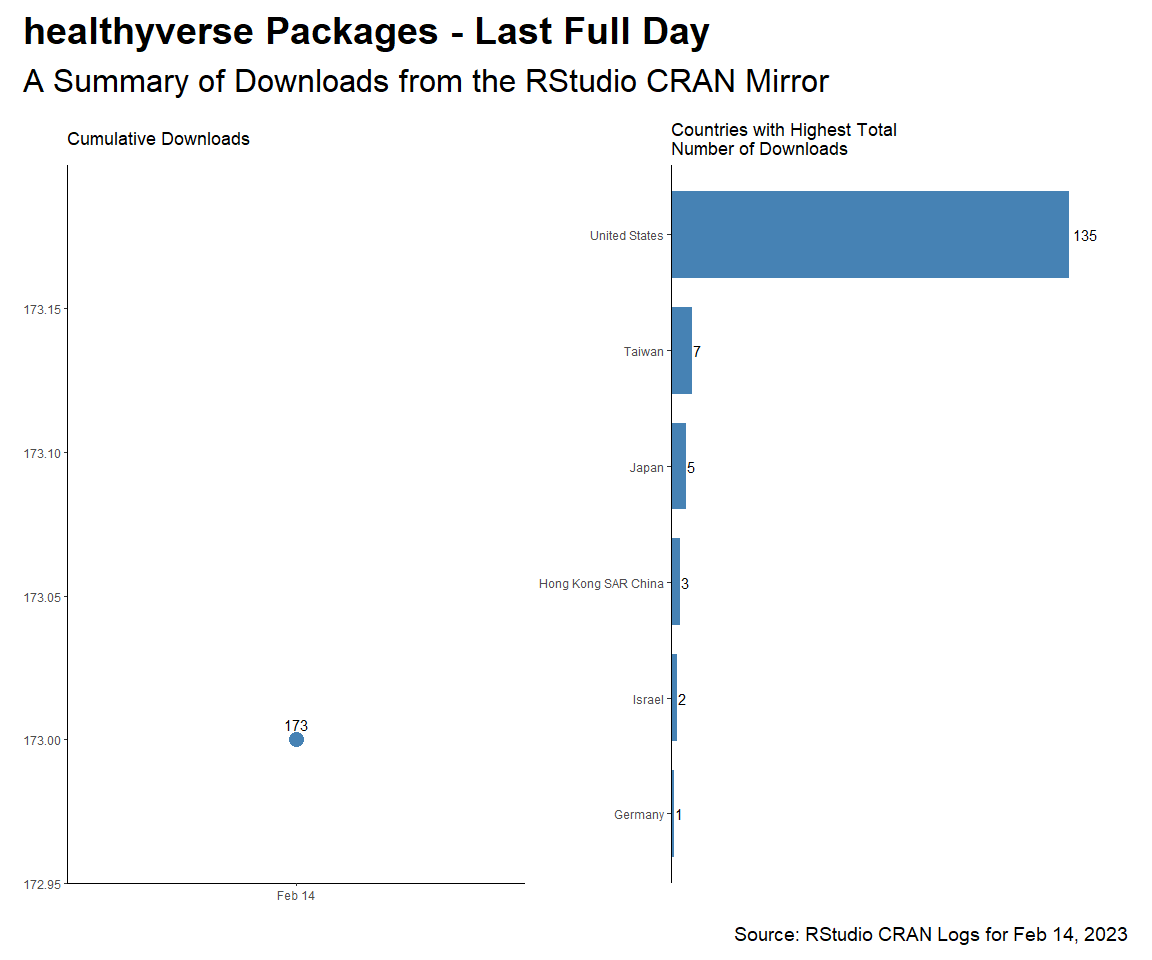 healthyverse Packages - Last Full Day
A Summary of Downloads from the RStudio CRAN Mirror
Cumulative Downloads
173.15
173.10
173.05
173.00
172.95
173
Feb 14
Countries with Highest Total
Number of Downloads
United States 135
Taiwan 7
Japan 5
Hong Kong SAR China 3
Israel 2
Germany 1
Source: RStudio CRAN Logs for Feb 14, 2023